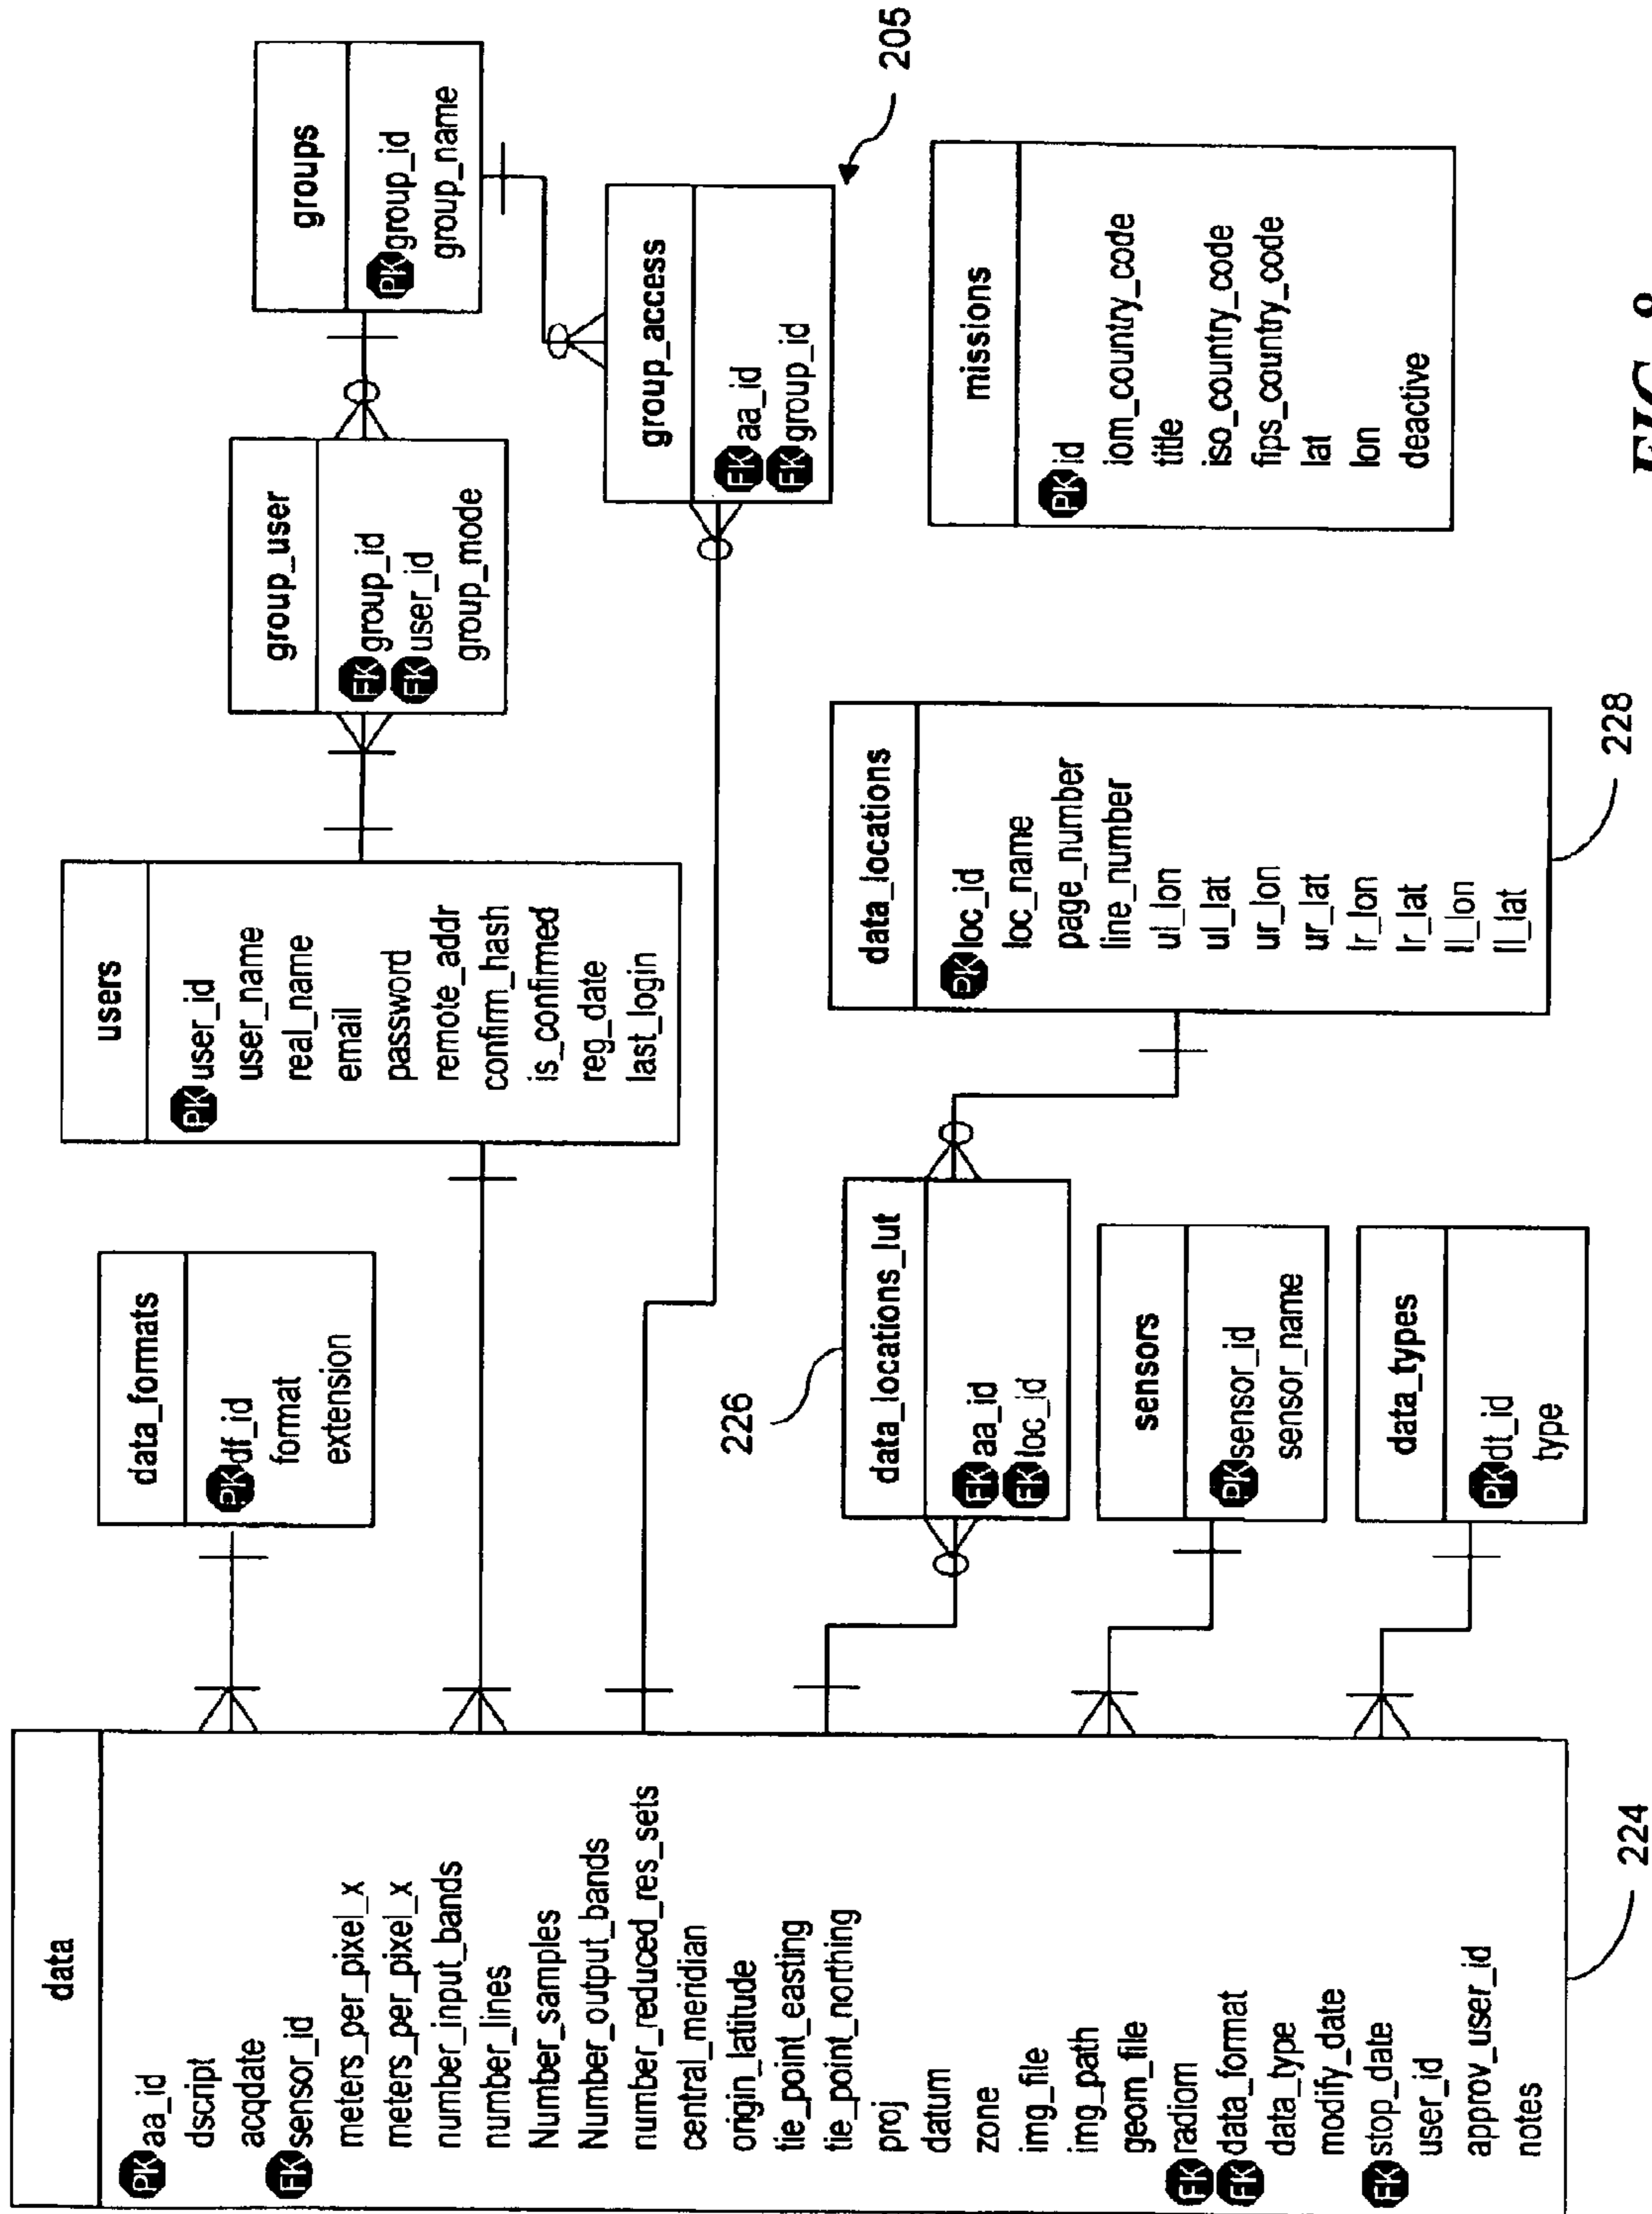 data
PK aa_id
dscript
acqdate
FK sensor_id
meters_per_pixel_x
meters_per_pixel_x
number_input_bands
number_lines
Number_samples
Number_output_bands
number_reduced_res_sets
central_meridian
origin_latitude
tie_point_easting
tie_point_northing
proj
datum
zone
img_file
img_path
geom_file
FK radiom
FK data_format
data_type
modify_date
FK stop_date
user_id
approv_user_id
notes
224
data_formats
PK df_id
format
extension
users
PK user_id
user_name
real_name
email
password
remote_addr
confirm_hash
is_confirmed
reg_date
last_login
group_user
FK group_id
FK user_id
group_mode
groups
PK group_id
group_name
group_access
FK aa_id
FK group_id
205
226
data_locations_lut
FK aa_id
FK loc_id
sensors
PK sensor_id
sensor_name
data_types
PK dt_id
type
data_locations
PK loc_id
loc_name
page_number
line_number
ul_lon
ul_lat
ur_lon
ur_lat
lr_lon
lr_lat
ll_lon
ll_lat
228
missions
PK id
iom_country_code
title
iso_country_code
fips_country_code
lat
lon
deactive